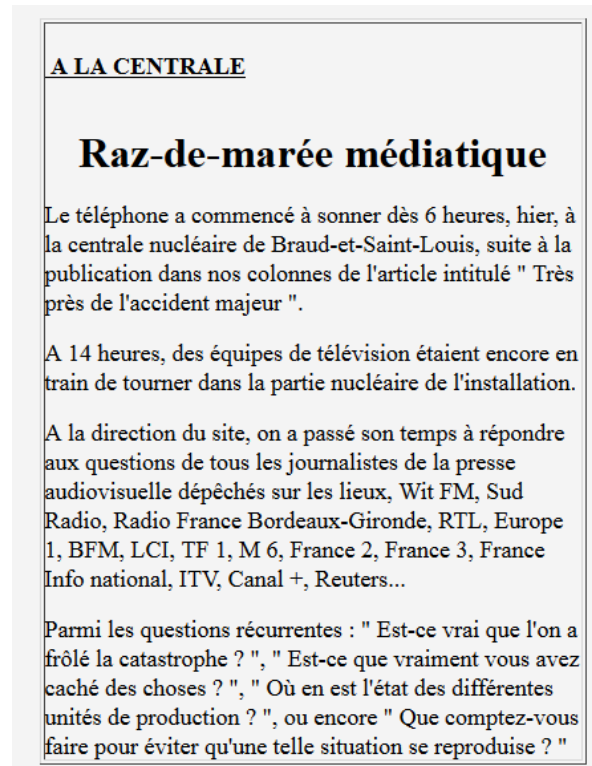 A LA CENTRALE
Raz-de-marée médiatique
Le téléphone a commencé à sonner dès 6 heures, hier, à
la centrale nucléaire de Braud-et-Saint-Louis, suite à la
publication dans nos colonnes de l'article intitulé " Très
près de l'accident majeur ".
A 14 heures, des équipes de télévision étaient encore en
train de tourner dans la partie nucléaire de l'installation.
A la direction du site, on a passé son temps à répondre
aux questions de tous les journalistes de la presse
audiovisuelle dépêchés sur les lieux, Wit FM, Sud
Radio, Radio France Bordeaux-Gironde, RTL, Europe
1, BFM, LCI, TF 1, M 6, France 2, France 3, France
Info national, ITV, Canal +, Reuters...
Parmi les questions récurrentes : " Est-ce vrai que l'on a
frôlé la catastrophe ? ", " Est-ce que vraiment vous avez
caché des choses ? ", " Où en est l'état des différentes
unités de production ? ", ou encore " Que comptez-vous
faire pour éviter qu'une telle situation se reproduise ? "